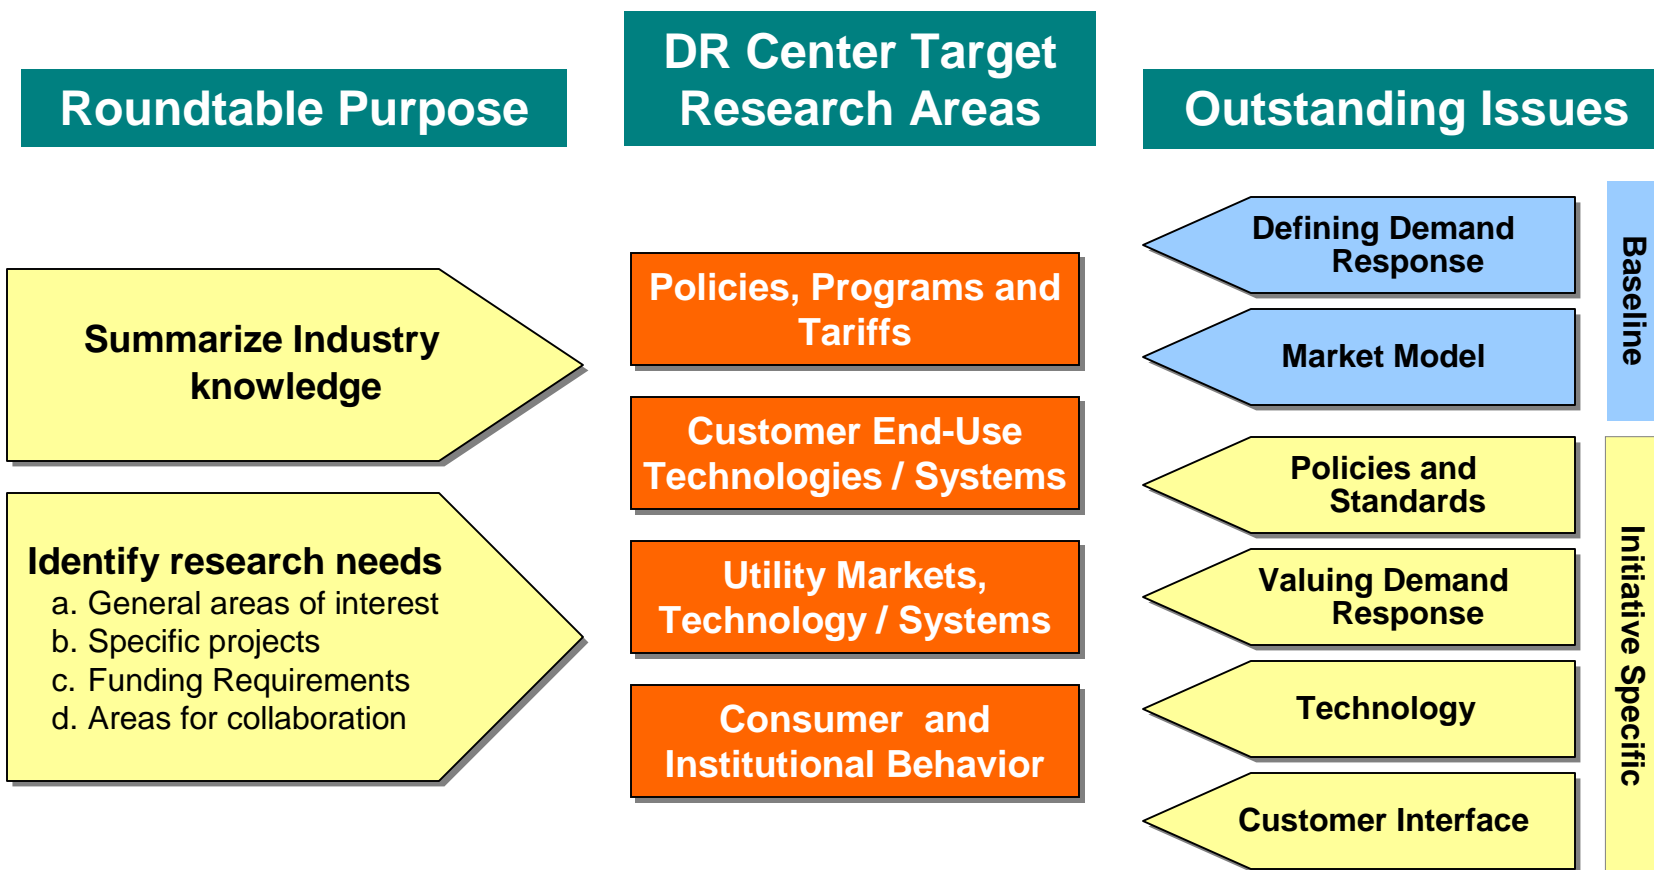 Roundtable Purpose
DR Center Target
Research Areas
Outstanding Issues
Summarize Industry
knowledge
Identify research needs
a. General areas of interest
b. Specific projects
c. Funding Requirements
d. Areas for collaboration
Policies, Programs and
Tariffs
Customer End-Use
Technologies / Systems
Utility Markets,
Technology / Systems
Consumer and
Institutional Behavior
Defining Demand
Response
Market Model
Policies and
Standards
Valuing Demand
Response
Technology
Customer Interface
Baseline
Initiative Specific